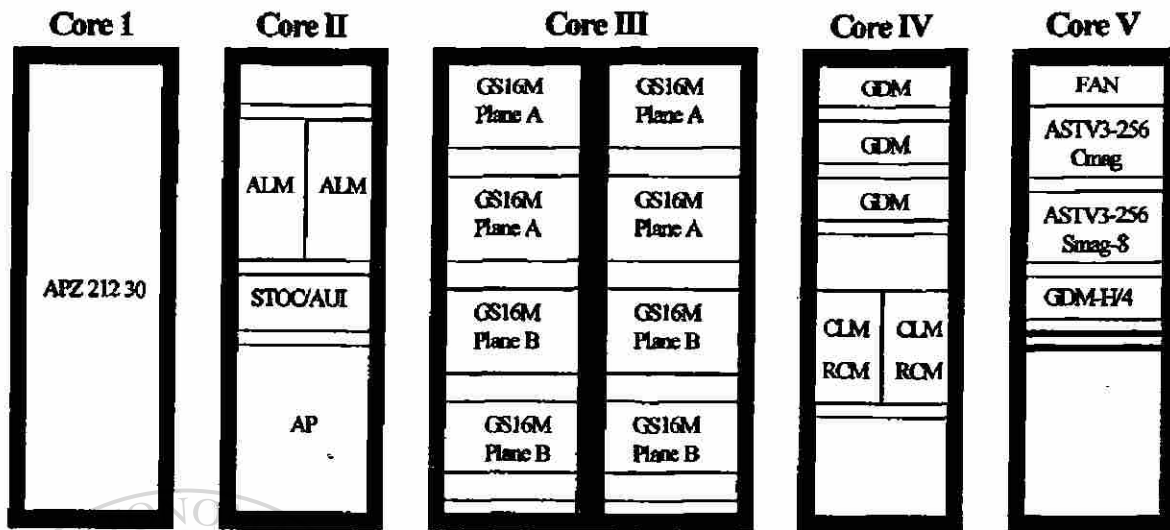 Core 1
Core II
Core III
Core IV
Core V
APZ 212 30
ALM
ALM
STOC/AUI
AP
GS16M
Plane A
GS16M
Plane A
GS16M
Plane A
GS16M
Plane A
GS16M
Plane B
GS16M
Plane B
GS16M
Plane B
GS16M
Plane B
GDM
GDM
GDM
CLM
RCM
CLM
RCM
FAN
ASTV3-256
Cmag
ASTV3-256
Smag-8
GDM-H/4